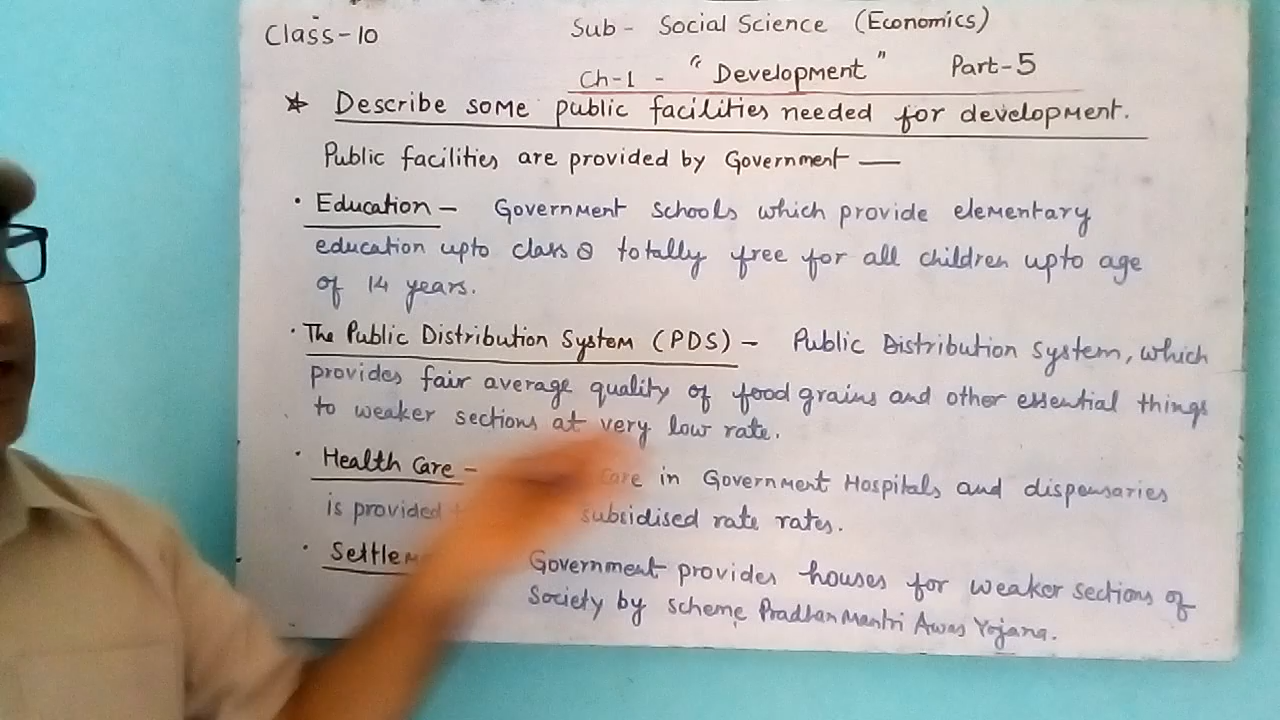 Class-10
Sub - Social Science (Economics)
Ch-1 - "Development" Part-5
* Describe some public facilities needed for development.
Public facilities are provided by Government —
• Education - Government schools which provide elementary
education upto class 8 totally free for all children upto age
of 14 years.
• The Public Distribution System (PDS) - Public Distribution System, which
provides fair average quality of food grains and other essential things
to weaker sections at very low rate.
• Health Care - Care in Government Hospitals and dispensaries
is provided subsidised rate rates.
• Government provides houses for weaker sections of
Society by scheme Pradhan Mantri Awas Yojana.